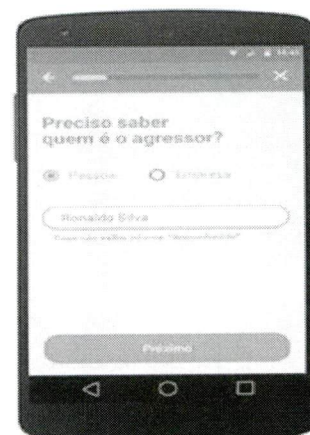 Preciso saber
quem é o agressor?
Pessoa Empresa
Ronaldo Silva
Próximo